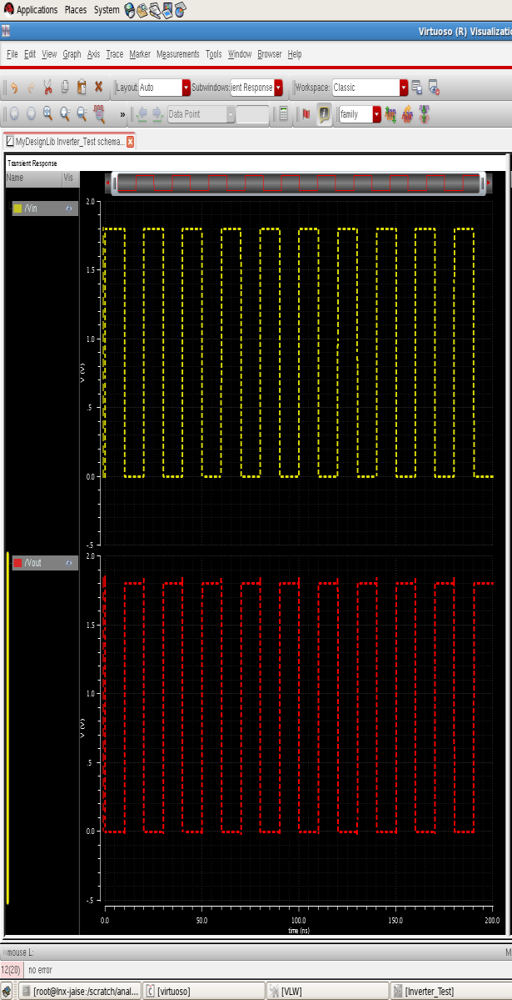 Applications Places System
Virtuoso (R) Visualizati
File Edit View Graph Axis Trace Marker Measurements Tools Window Browser Help
Layout: Auto Subwindows: ient Response Workspace: Classic
» Data Point family
MyDesignLib Inverter_Test schema...
Transient Response
Name Vis
/Vin
2.0
1.5
1.0
V (V)
.5
0.0
-.5
/Vout
2.0
1.5
1.0
V (V)
.5
0.0
-.5
0.0 50.0 100.0 150.0 200.0
time (ns)
mouse L: M
12(20) no error
[root@lnx-jaise:/scratch/anal... [virtuoso] [VLW] [Inverter_Test]